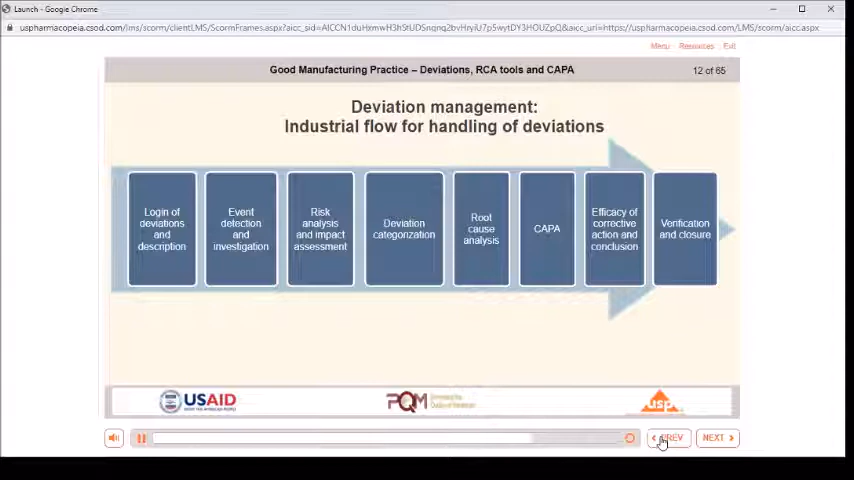 Launch - Google Chrome
Menu Resources Exit
Good Manufacturing Practice – Deviations, RCA tools and CAPA
12 of 65
Deviation management:
Industrial flow for handling of deviations
Login of
deviations
and
description
Event
detection
and
investigation
Risk
analysis
and impact
assessment
Deviation
categorization
Root
cause
analysis
CAPA
Efficacy of
corrective
action and
conclusion
Verification
and closure
USAID
PQM
usp
PREV
NEXT